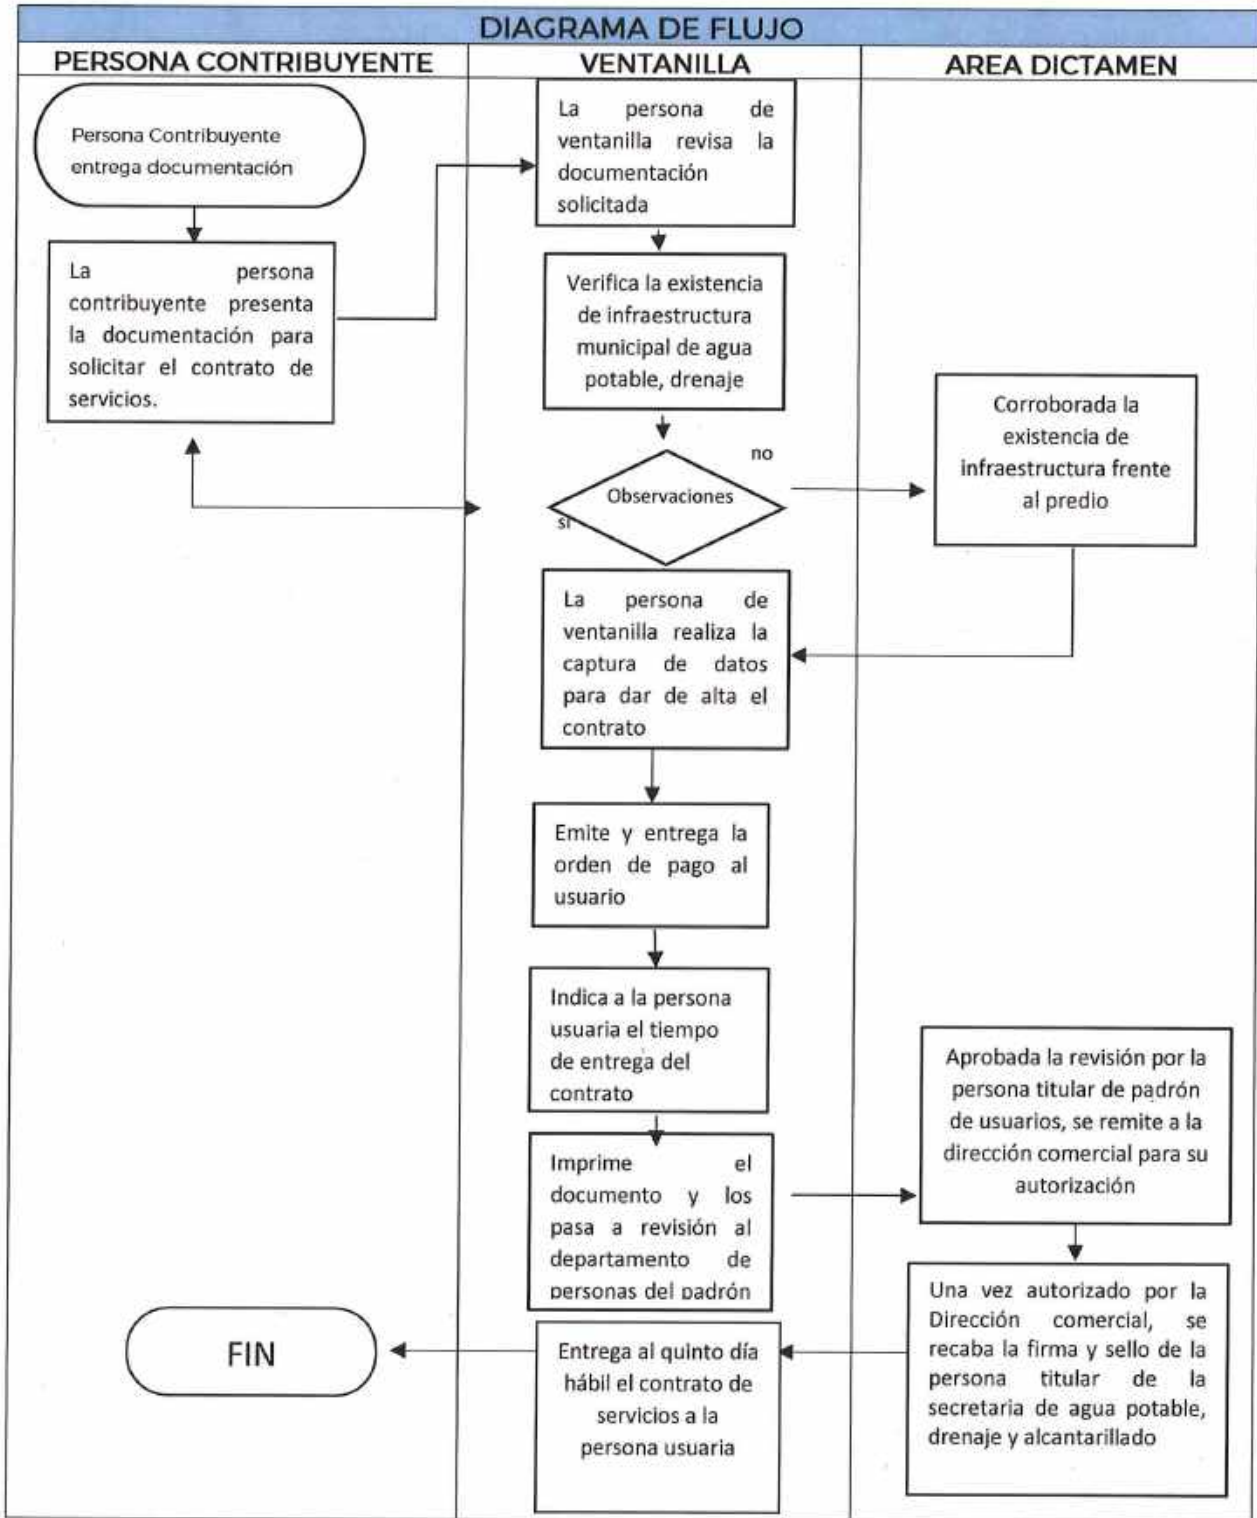 DIAGRAMA DE FLUJO
PERSONA CONTRIBUYENTE
VENTANILLA
AREA DICTAMEN
Persona Contribuyente
entrega documentación
La persona
contribuyente presenta
la documentación para
solicitar el contrato de
servicios.
La persona de
ventanilla revisa la
documentación
solicitada
Verifica la existencia
de infraestructura
municipal de agua
potable, drenaje
Observaciones
no
si
Corroborada la
existencia de
infraestructura frente
al predio
La persona de
ventanilla realiza la
captura de datos
para dar de alta el
contrato
Emite y entrega la
orden de pago al
usuario
Indica a la persona
usuaria el tiempo
de entrega del
contrato
Imprime el
documento y los
pasa a revisión al
departamento de
personas del padrón
Aprobada la revisión por la
persona titular de padrón
de usuarios, se remite a la
dirección comercial para su
autorización
Una vez autorizado por la
Dirección comercial, se
recaba la firma y sello de la
persona titular de la
secretaria de agua potable,
drenaje y alcantarillado
Entrega al quinto día
hábil el contrato de
servicios a la
persona usuaria
FIN